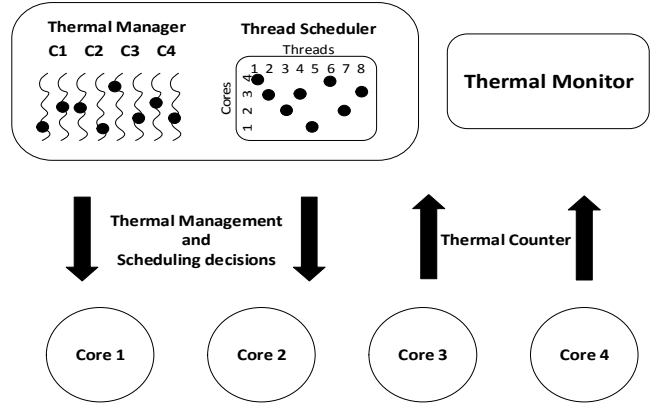 Thermal Manager
C1 C2 C3 C4
Thread Scheduler
Threads
1 2 3 4 5 6 7 8
Cores
4
3
2
1
Thermal Monitor
Thermal Management
and
Scheduling decisions
Thermal Counter
Core 1
Core 2
Core 3
Core 4